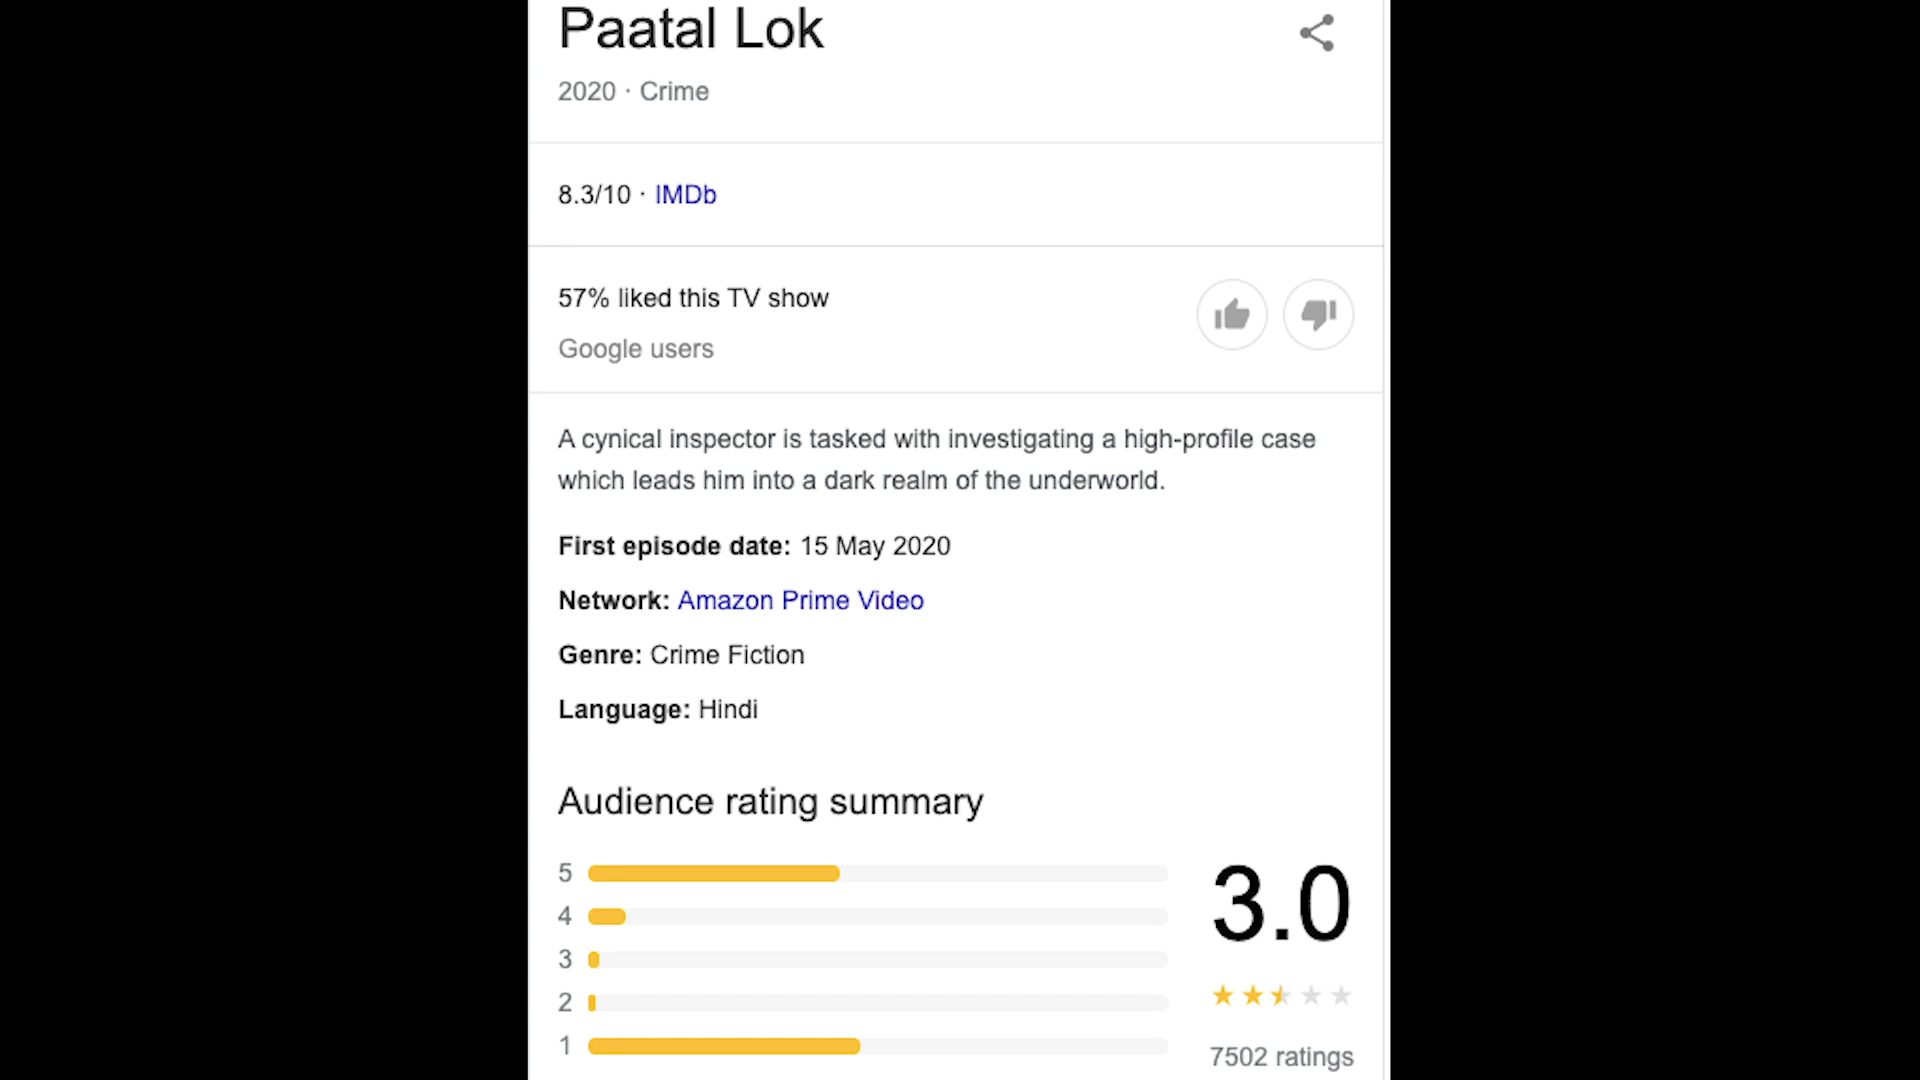 Paatal Lok
2020 · Crime
8.3/10 · IMDb
57% liked this TV show
Google users
A cynical inspector is tasked with investigating a high-profile case
which leads him into a dark realm of the underworld.
First episode date: 15 May 2020
Network: Amazon Prime Video
Genre: Crime Fiction
Language: Hindi
Audience rating summary
5
4
3
2
1
3.0
7502 ratings